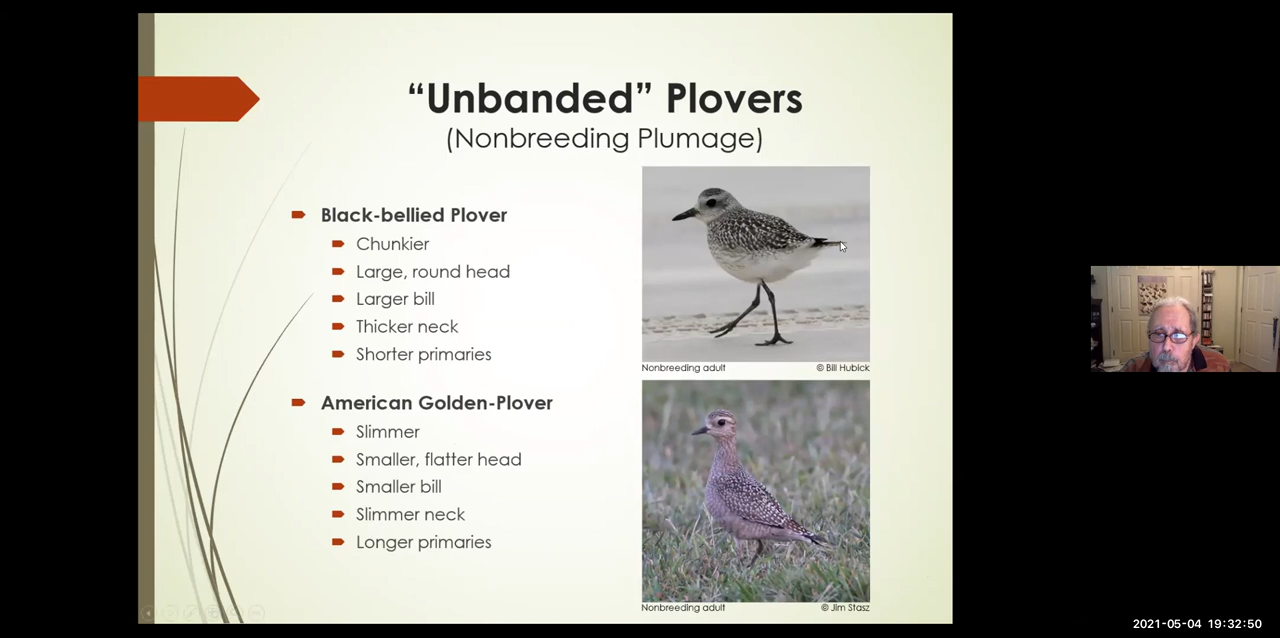 “Unbanded” Plovers
(Nonbreeding Plumage)
Black-bellied Plover
Chunkier
Large, round head
Larger bill
Thicker neck
Shorter primaries
Nonbreeding adult © Bill Hubick
American Golden-Plover
Slimmer
Smaller, flatter head
Smaller bill
Slimmer neck
Longer primaries
Nonbreeding adult © Jim Stasz
2021-05-04 19:32:50